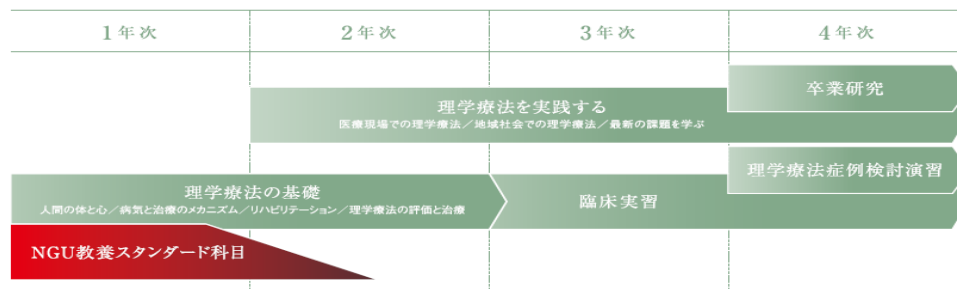 1年次
2年次
3年次
4年次
卒業研究
理学療法を実践する
医療現場での理学療法／地域社会での理学療法／最新の課題を学ぶ
理学療法症例検討演習
理学療法の基礎
人間の体と心／病気と治療のメカニズム／リハビリテーション／理学療法の評価と治療
臨床実習
NGU教養スタンダード科目